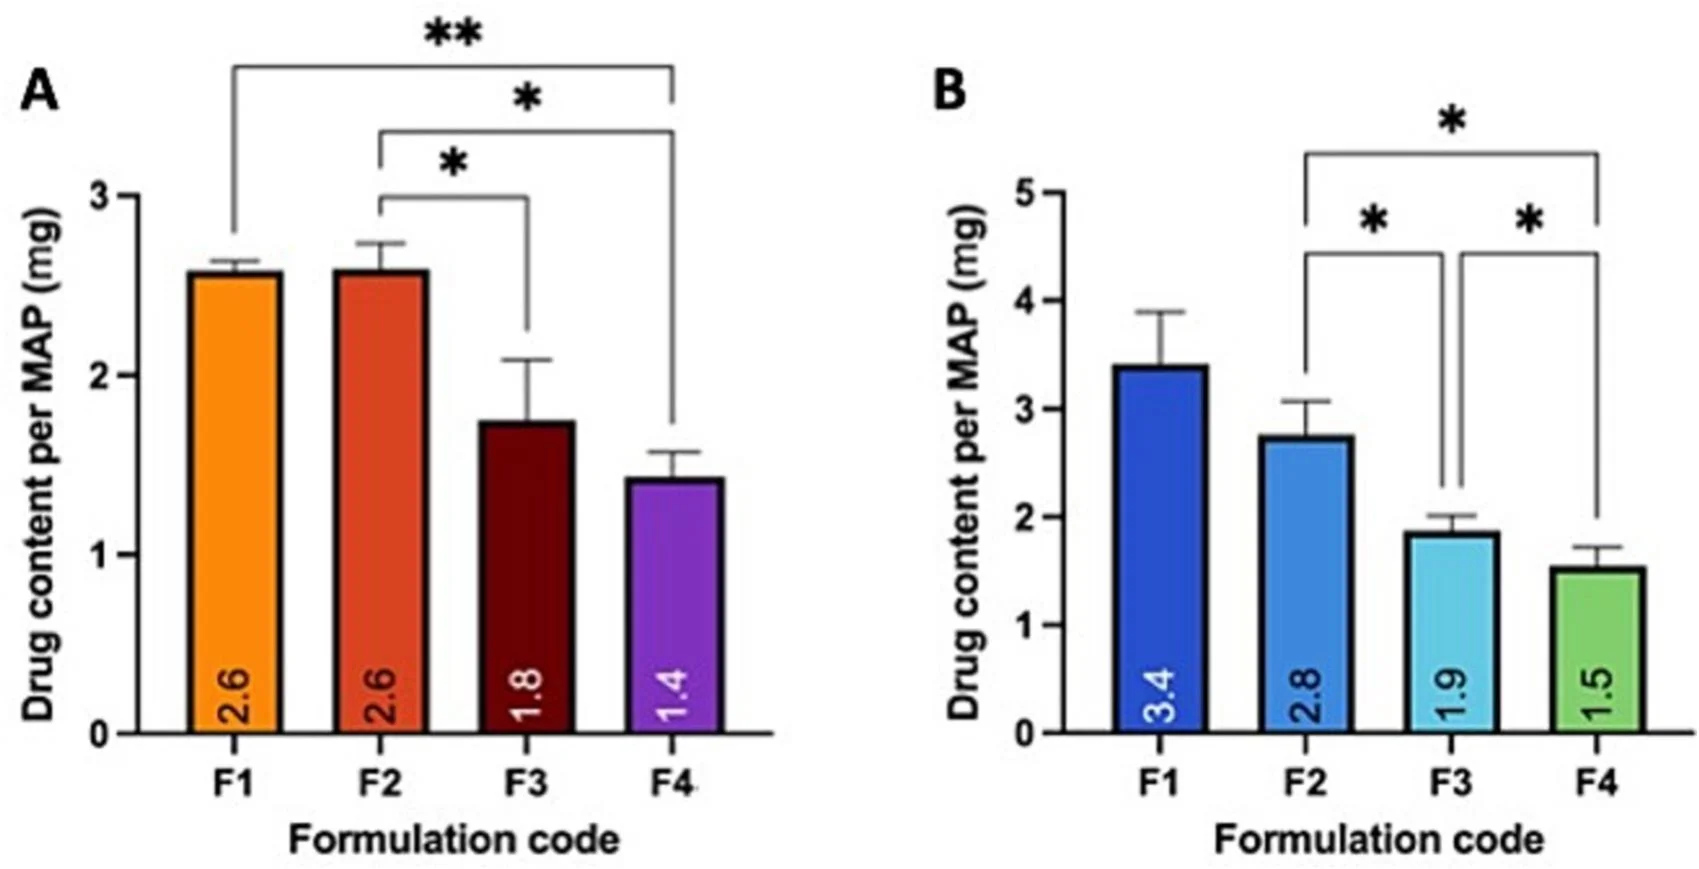 A
**
*
*
Drug content per MAP (mg)
3
2
1
0
2.6
2.6
1.8
1.4
F1 F2 F3 F4
Formulation code
B
*
* *
Drug content per MAP (mg)
5
4
3
2
1
0
3.4
2.8
1.9
1.5
F1 F2 F3 F4
Formulation code